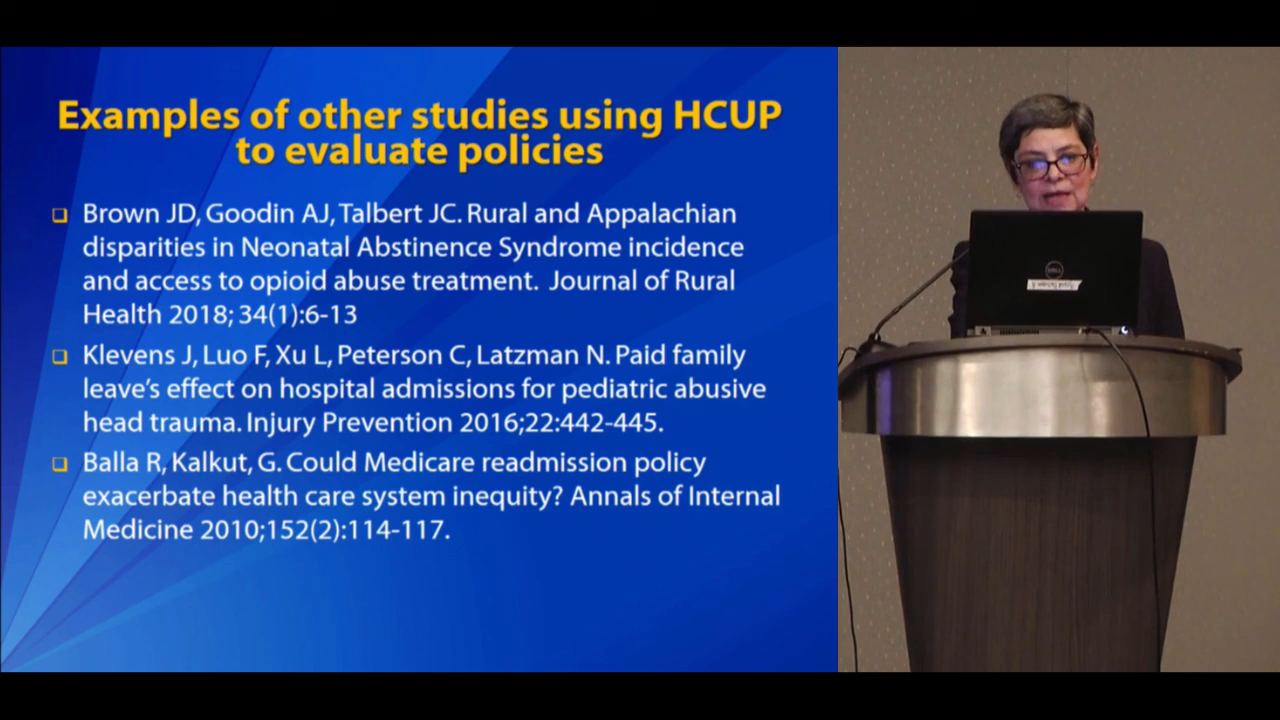 Examples of other studies using HCUP
to evaluate policies
Brown JD, Goodin AJ, Talbert JC. Rural and Appalachian
disparities in Neonatal Abstinence Syndrome incidence
and access to opioid abuse treatment. Journal of Rural
Health 2018; 34(1):6-13
Klevens J, Luo F, Xu L, Peterson C, Latzman N. Paid family
leave's effect on hospital admissions for pediatric abusive
head trauma. Injury Prevention 2016;22:442-445.
Balla R, Kalkut, G. Could Medicare readmission policy
exacerbate health care system inequity? Annals of Internal
Medicine 2010;152(2):114-117.
DELL